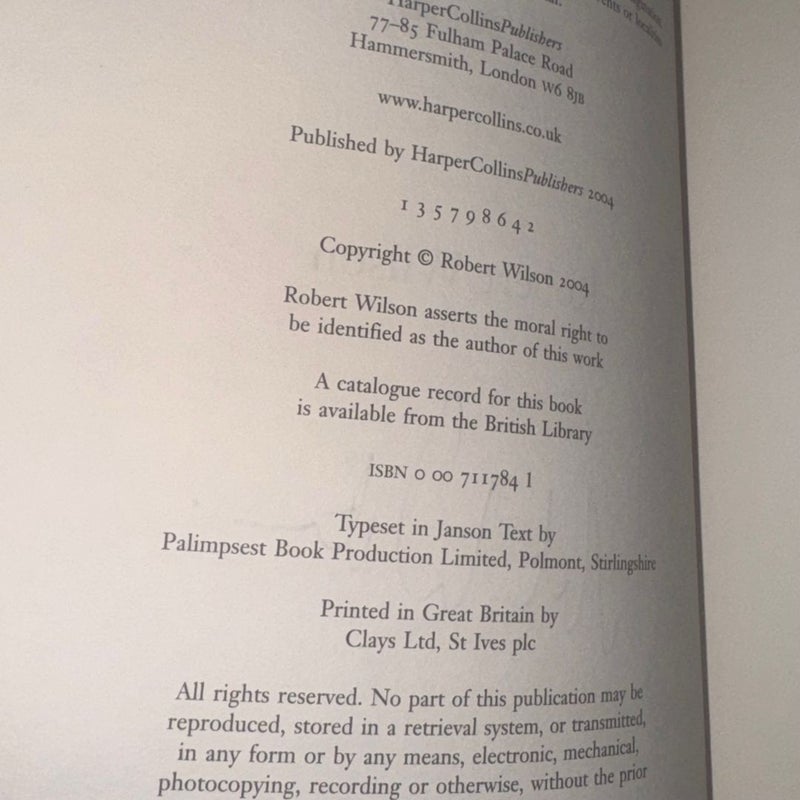 HarperCollinsPublishers
77–85 Fulham Palace Road
Hammersmith, London W6 8JB
www.harpercollins.co.uk
Published by HarperCollinsPublishers 2004
1 3 5 7 9 8 6 4 2
Copyright © Robert Wilson 2004
Robert Wilson asserts the moral right to
be identified as the author of this work
A catalogue record for this book
is available from the British Library
ISBN 0 00 711784 1
Typeset in Janson Text by
Palimpsest Book Production Limited, Polmont, Stirlingshire
Printed in Great Britain by
Clays Ltd, St Ives plc
All rights reserved. No part of this publication may be
reproduced, stored in a retrieval system, or transmitted,
in any form or by any means, electronic, mechanical,
photocopying, recording or otherwise, without the prior